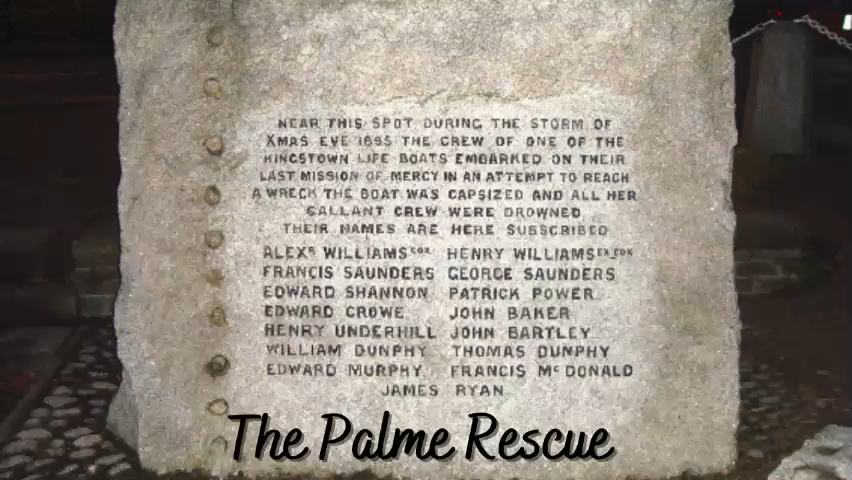 NEAR THIS SPOT DURING THE STORM OF
XMAS EVE 1895 THE CREW OF ONE OF THE
KINGSTOWN LIFE BOATS EMBARKED ON THEIR
LAST MISSION OF MERCY IN AN ATTEMPT TO REACH
A WRECK THE BOAT WAS CAPSIZED AND ALL HER
GALLANT CREW WERE DROWNED
THEIR NAMES ARE HERE SUBSCRIBED
ALEXR WILLIAMS COX HENRY WILLIAMS EX COX
FRANCIS SAUNDERS GEORGE SAUNDERS
EDWARD SHANNON PATRICK POWER
EDWARD CROWE JOHN BAKER
HENRY UNDERHILL JOHN BARTLEY
WILLIAM DUNPHY THOMAS DUNPHY
EDWARD MURPHY FRANCIS MCDONALD
JAMES RYAN
The Palme Rescue